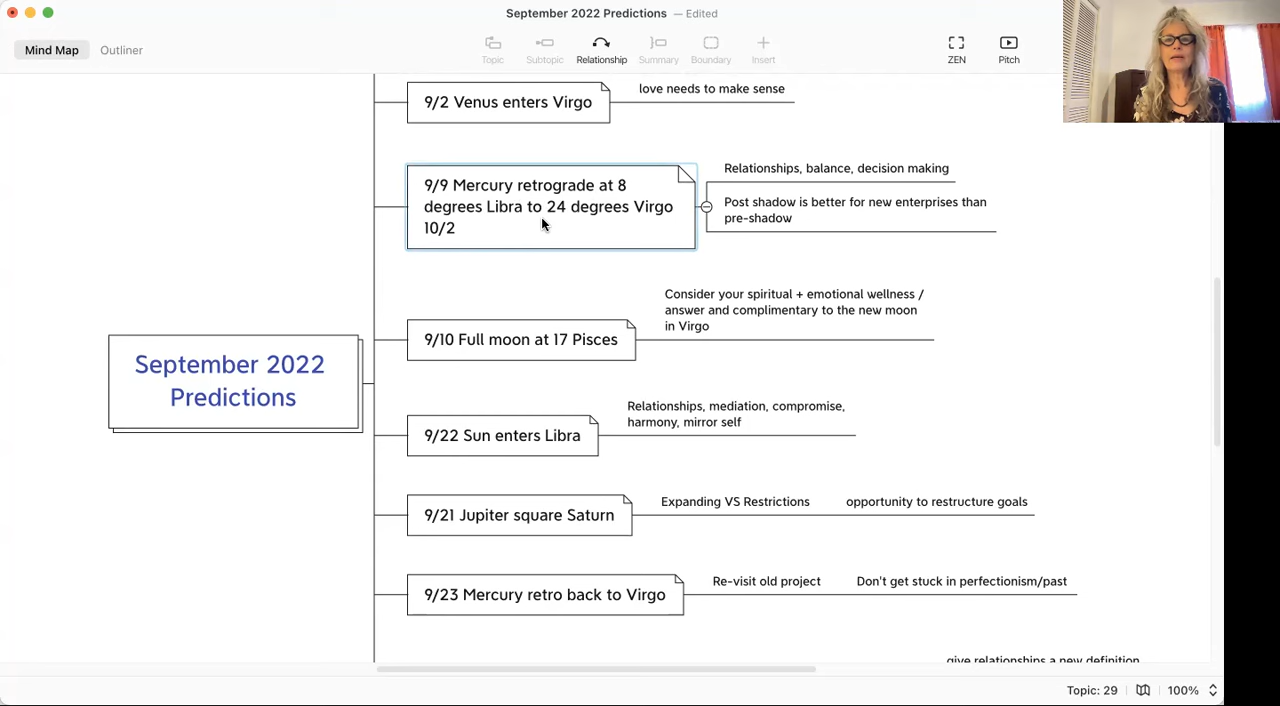 September 2022 Predictions — Edited
Mind Map
Outliner
Topic
Subtopic
Relationship
Summary
Boundary
Insert
ZEN
Pitch
9/2 Venus enters Virgo
love needs to make sense
9/9 Mercury retrograde at 8
degrees Libra to 24 degrees Virgo
10/2
Relationships, balance, decision making
Post shadow is better for new enterprises than
pre-shadow
9/10 Full moon at 17 Pisces
Consider your spiritual + emotional wellness /
answer and complimentary to the new moon
in Virgo
September 2022
Predictions
9/22 Sun enters Libra
Relationships, mediation, compromise,
harmony, mirror self
9/21 Jupiter square Saturn
Expanding VS Restrictions
opportunity to restructure goals
9/23 Mercury retro back to Virgo
Re-visit old project
Don't get stuck in perfectionism/past
give relationships a new definition
Topic: 29
100%